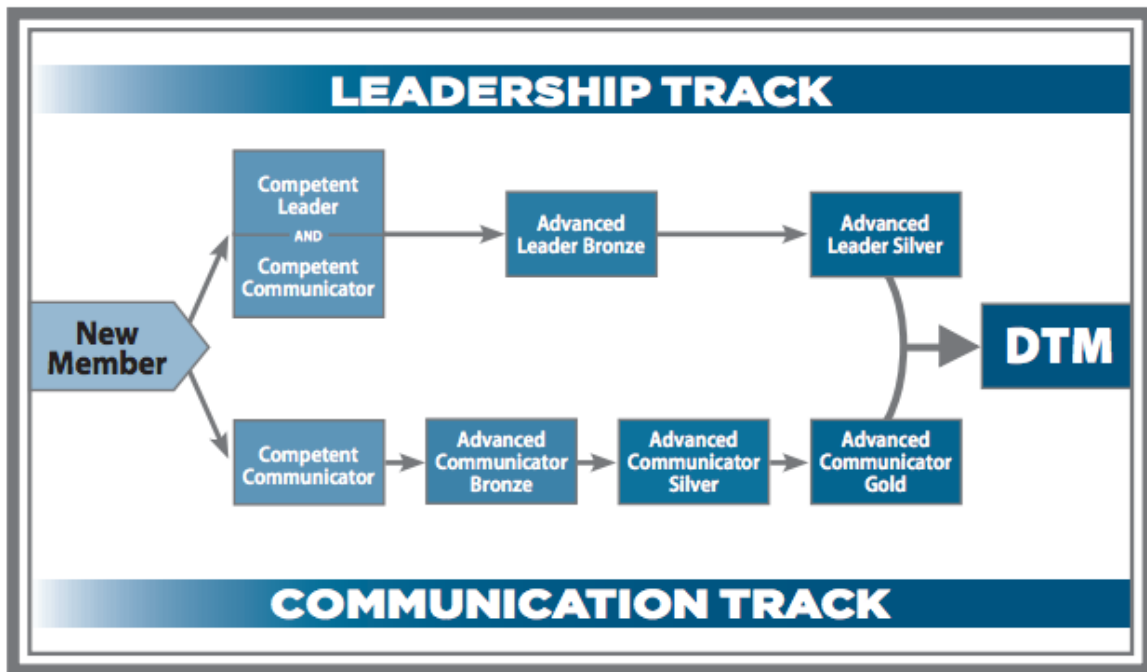 LEADERSHIP TRACK
Competent
Leader
AND
Competent
Communicator
Advanced
Leader Bronze
Advanced
Leader Silver
New
Member
DTM
Competent
Communicator
Advanced
Communicator
Bronze
Advanced
Communicator
Silver
Advanced
Communicator
Gold
COMMUNICATION TRACK